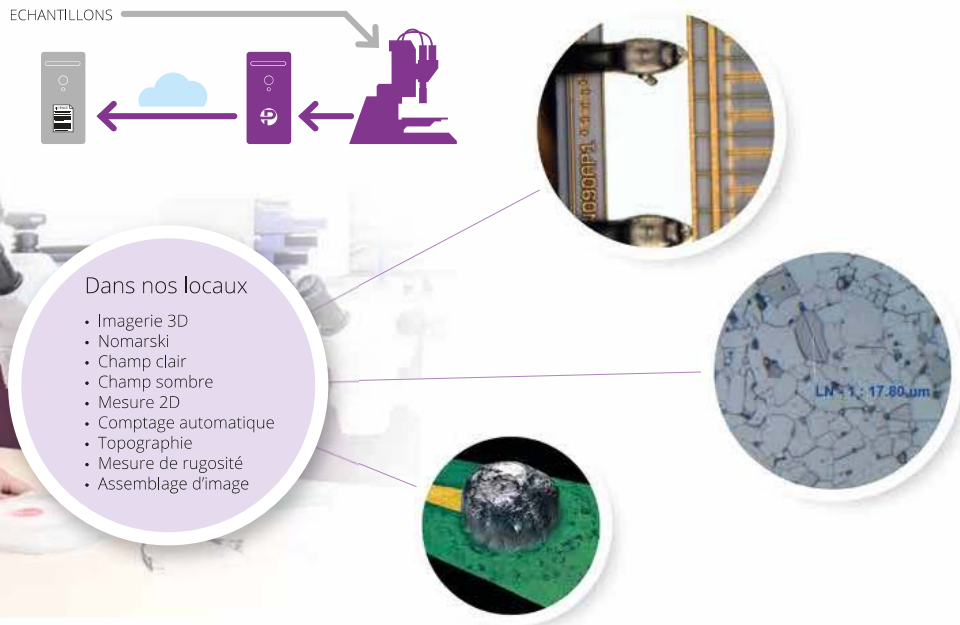 ECHANTILLONS
Dans nos locaux
• Imagerie 3D
• Nomarski
• Champ clair
• Champ sombre
• Mesure 2D
• Comptage automatique
• Topographie
• Mesure de rugosité
• Assemblage d'image
LN - 1 : 17.80 um